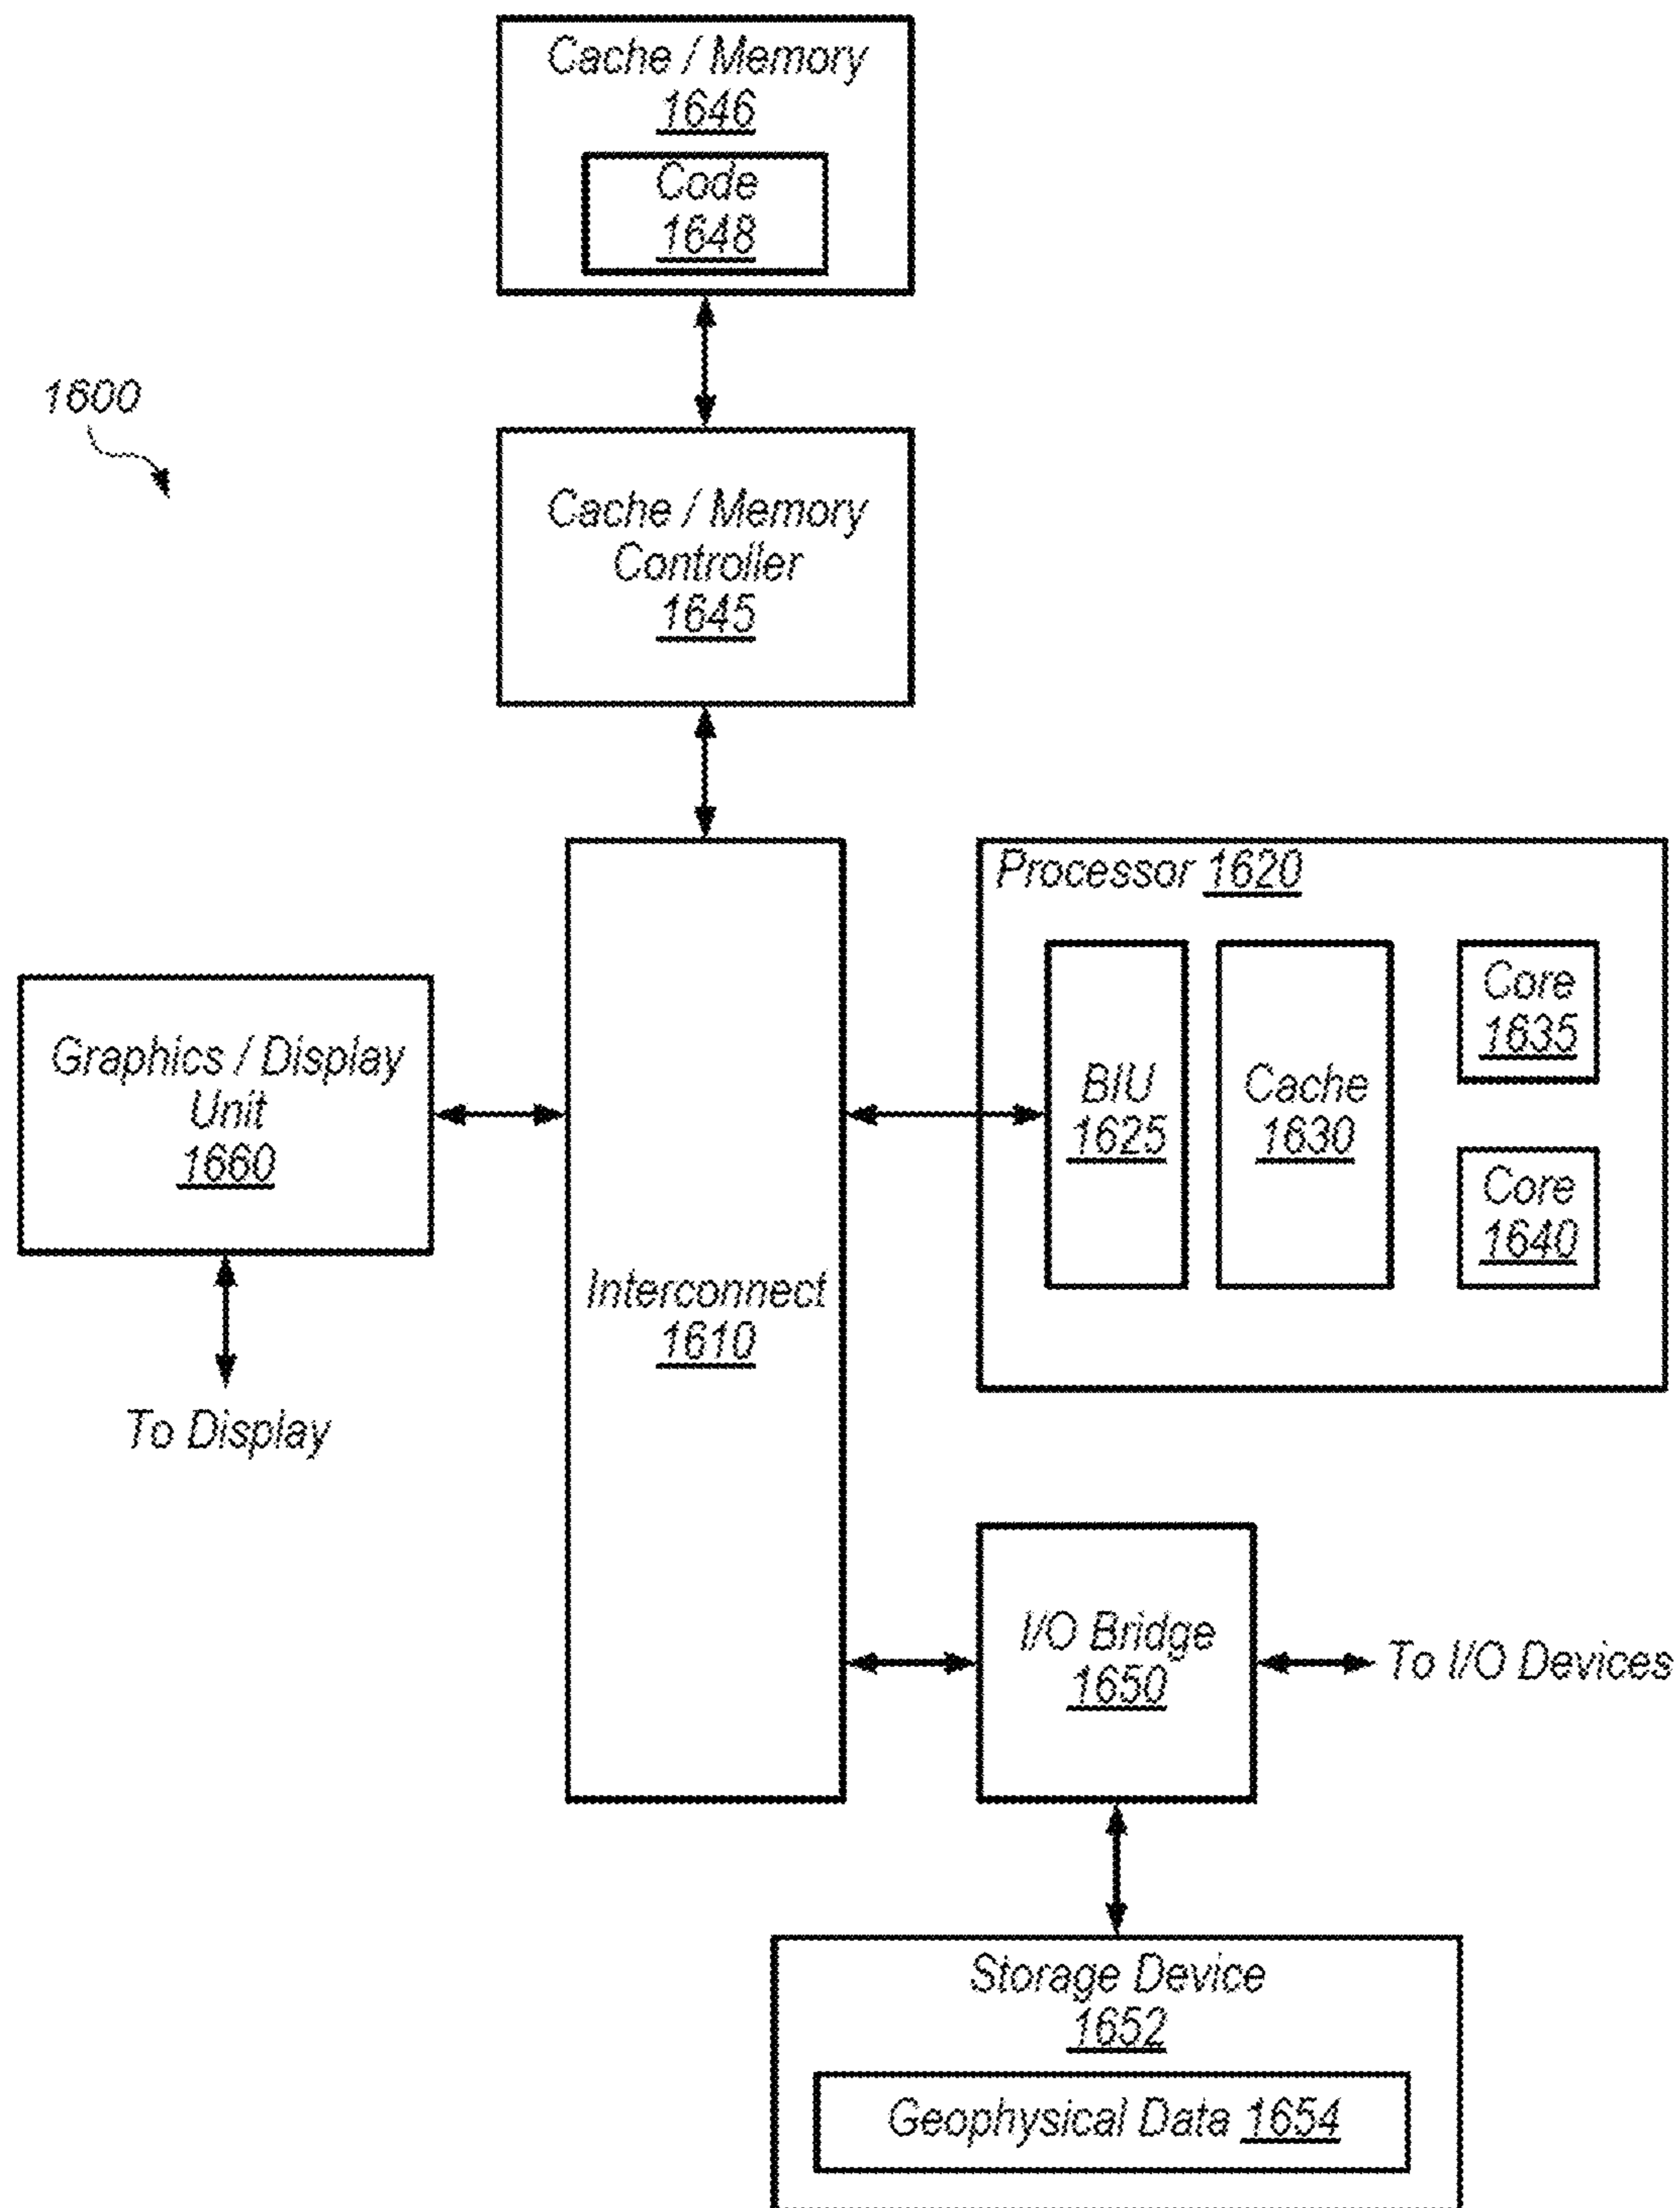 Cache / Memory
1646
Code
1648
1600
Cache / Memory
Controller
1645
Processor 1620
BIU
1625
Cache
1630
Core
1635
Core
1640
Graphics / Display
Unit
1660
To Display
Interconnect
1610
I/O Bridge
1650
To I/O Devices
Storage Device
1652
Geophysical Data 1654